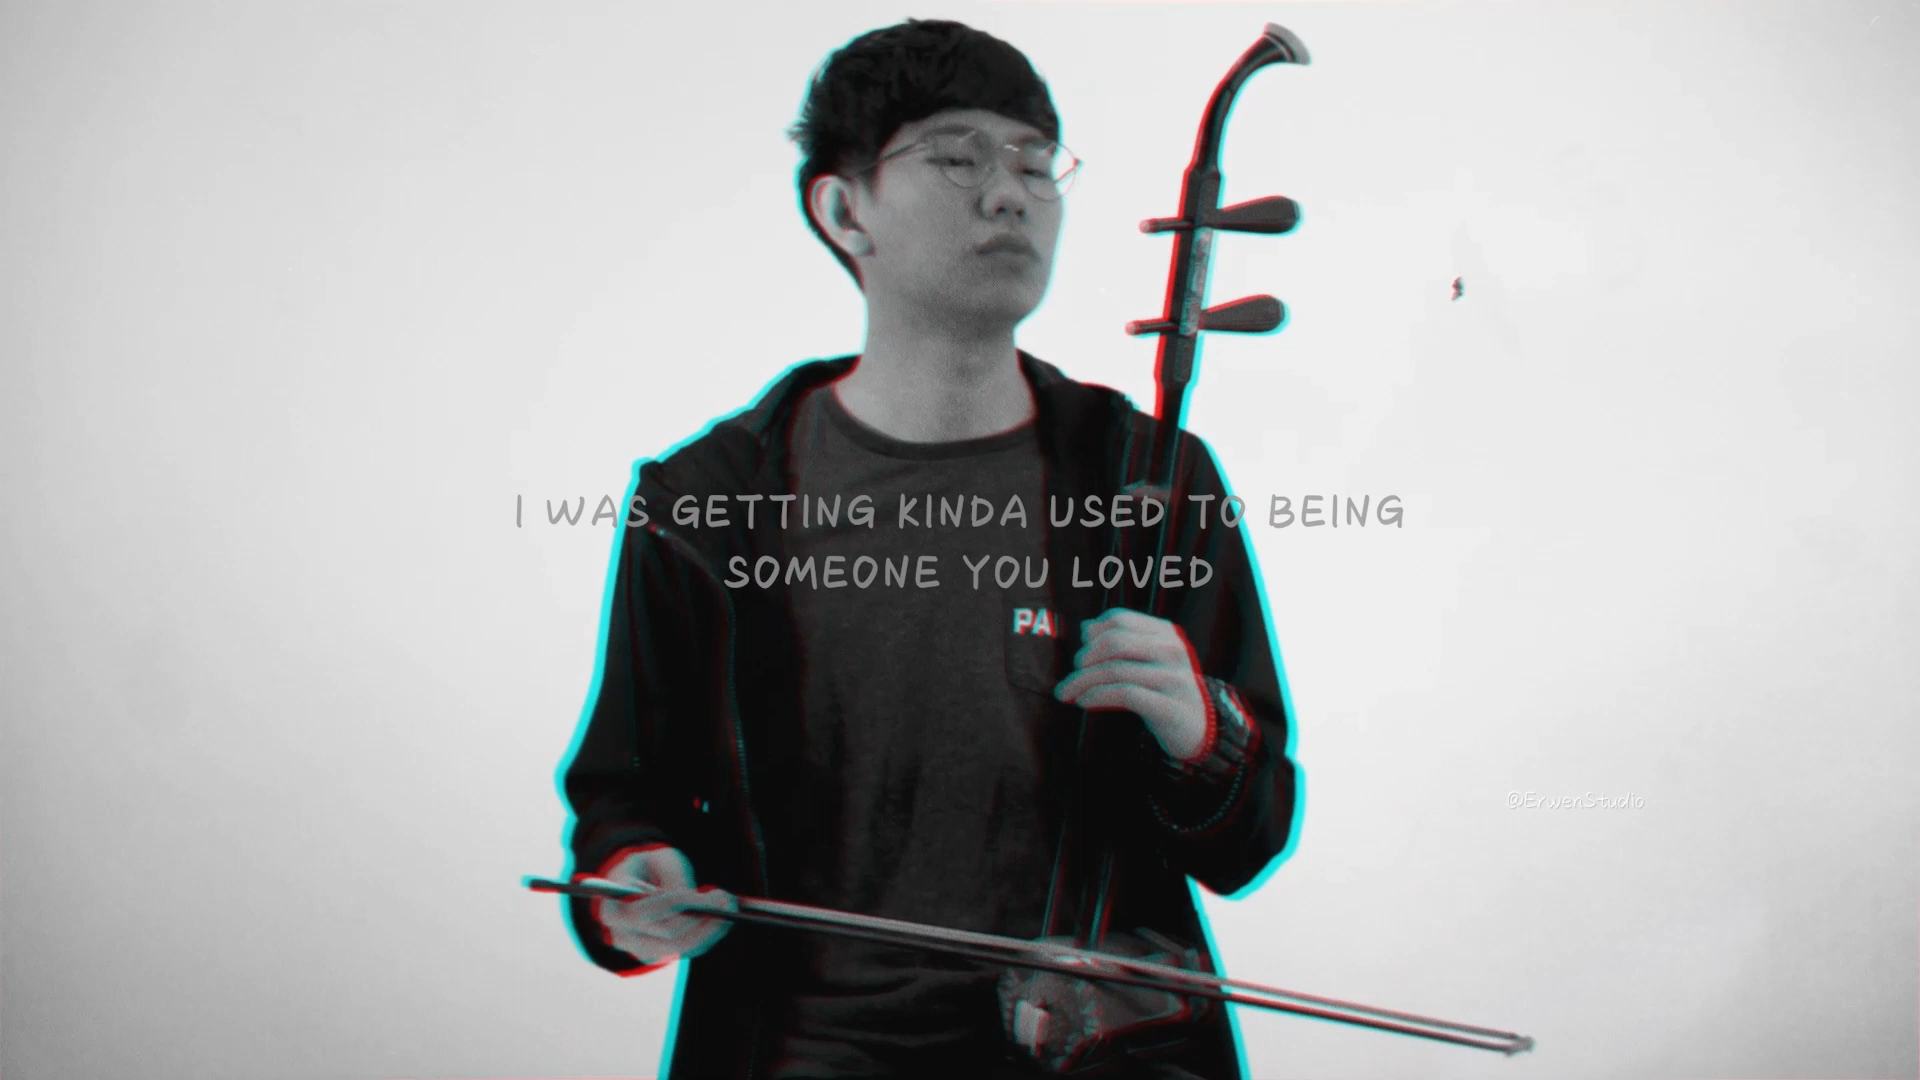 I WAS GETTING KINDA USED TO BEING
SOMEONE YOU LOVED
PA
@ErwenStudio